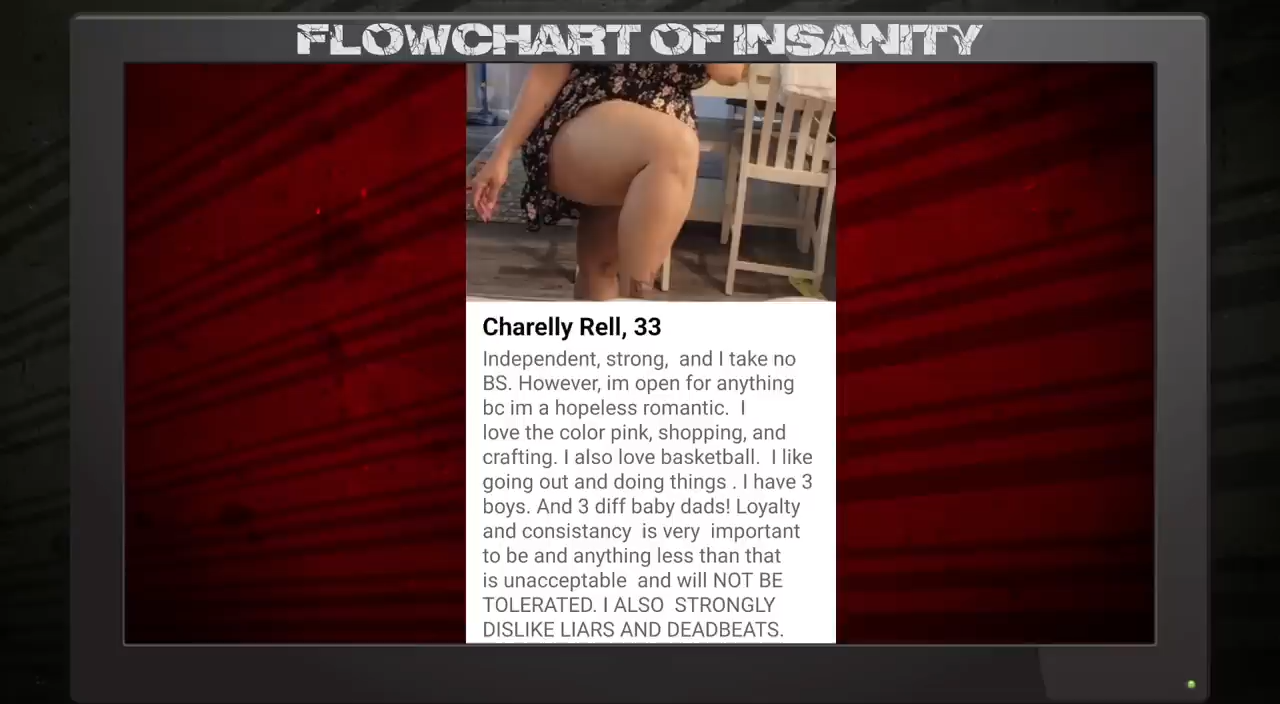 FLOWCHART OF INSANITY
Charelly Rell, 33
Independent, strong,  and I take no
BS. However, im open for anything
bc im a hopeless romantic.  I
love the color pink, shopping, and
crafting. I also love basketball.  I like
going out and doing things . I have 3
boys. And 3 diff baby dads! Loyalty
and consistancy  is very  important
to be and anything less than that
is unacceptable  and will NOT BE
TOLERATED. I ALSO  STRONGLY
DISLIKE LIARS AND DEADBEATS.